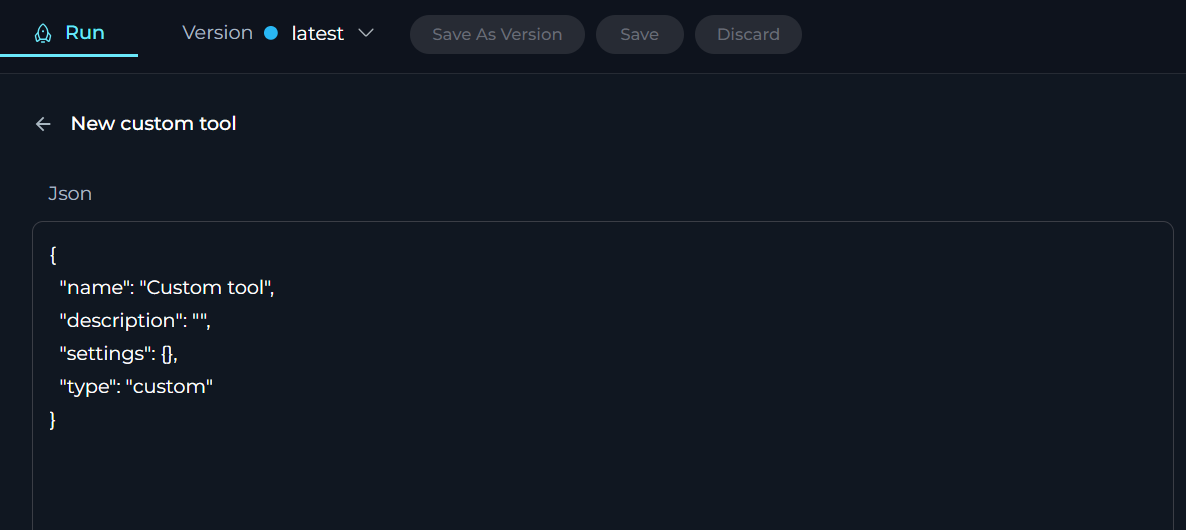 Run Version latest Save As Version Save Discard
New custom tool
Json
{
"name": "Custom tool",
"description": "",
"settings": {},
"type": "custom"
}